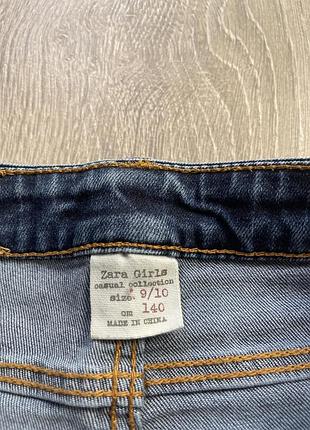 Zara Girls
casual collection
size: 9/10
cm 140
MADE IN CHINA